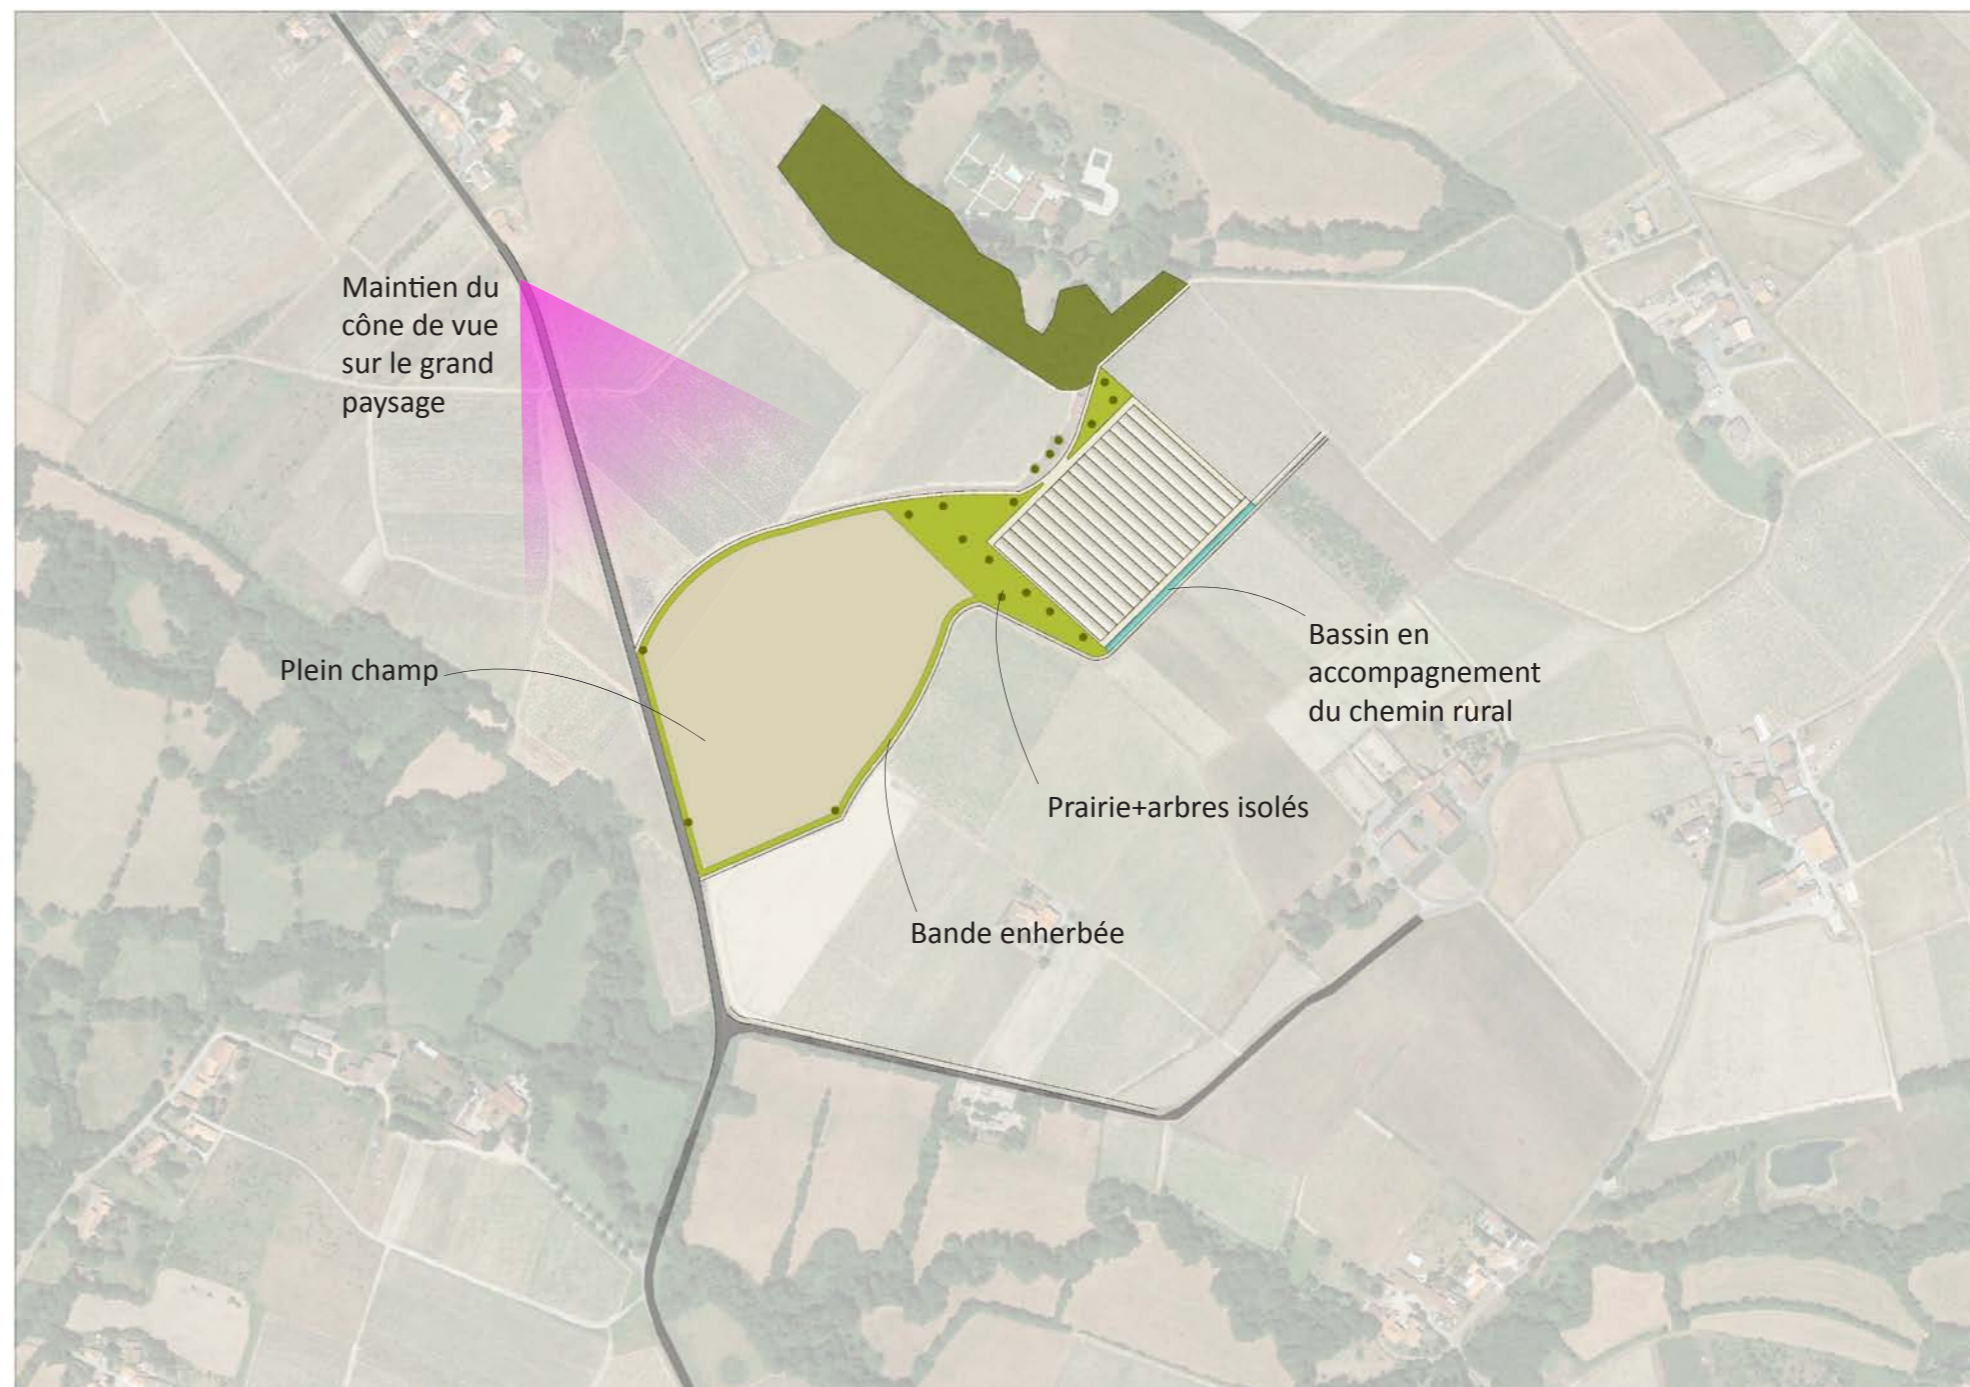 Maintien du
cône de vue
sur le grand
paysage
Plein champ
Bassin en
accompagnement
du chemin rural
Prairie+arbres isolés
Bande enherbée